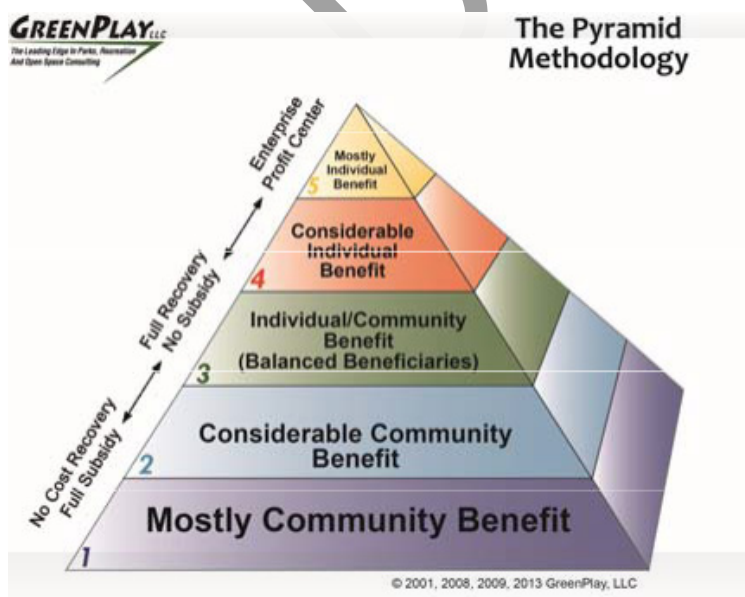 GREENPLAY LLC
The Leading Edge In Parks, Recreation
And Open Space Consulting
The Pyramid
Methodology
Enterprise
Profit Center
Full Recovery
No Subsidy
No Cost Recovery
Full Subsidy
Mostly
Individual
Benefit
5
Considerable
Individual
Benefit
4
Individual/Community
Benefit
(Balanced Beneficiaries)
3
Considerable Community
Benefit
2
Mostly Community Benefit
1
© 2001, 2008, 2009, 2013 GreenPlay, LLC